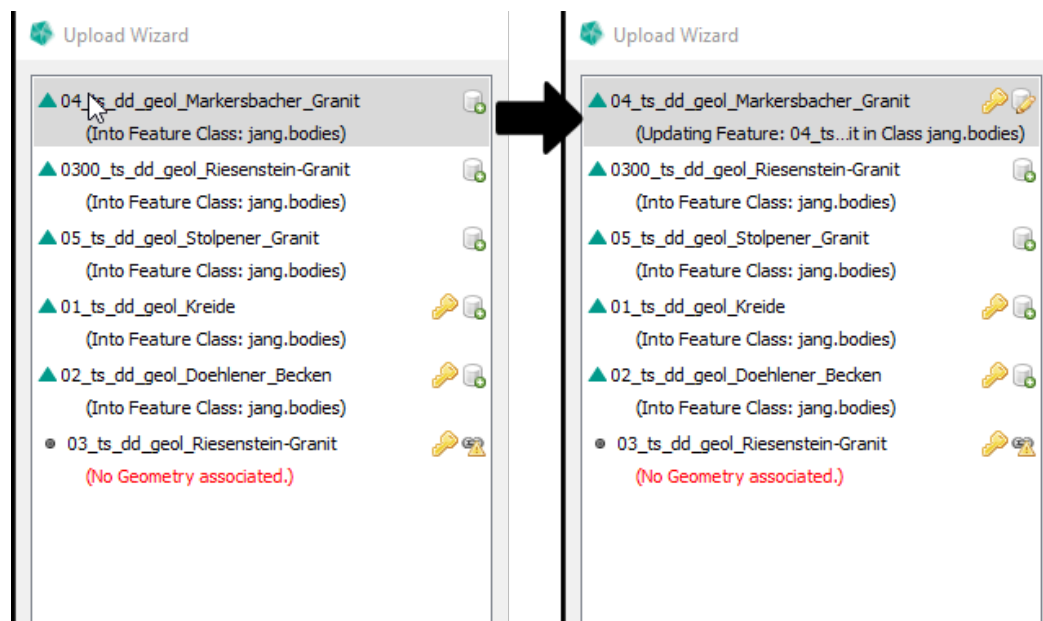 Upload Wizard
04_ts_dd_geol_Markersbacher_Granit
(Into Feature Class: jang.bodies)
0300_ts_dd_geol_Riesenstein-Granit
(Into Feature Class: jang.bodies)
05_ts_dd_geol_Stolpener_Granit
(Into Feature Class: jang.bodies)
01_ts_dd_geol_Kreide
(Into Feature Class: jang.bodies)
02_ts_dd_geol_Doehlener_Becken
(Into Feature Class: jang.bodies)
03_ts_dd_geol_Riesenstein-Granit
(No Geometry associated.)
Upload Wizard
04_ts_dd_geol_Markersbacher_Granit
(Updating Feature: 04_ts...it in Class jang.bodies)
0300_ts_dd_geol_Riesenstein-Granit
(Into Feature Class: jang.bodies)
05_ts_dd_geol_Stolpener_Granit
(Into Feature Class: jang.bodies)
01_ts_dd_geol_Kreide
(Into Feature Class: jang.bodies)
02_ts_dd_geol_Doehlener_Becken
(Into Feature Class: jang.bodies)
03_ts_dd_geol_Riesenstein-Granit
(No Geometry associated.)